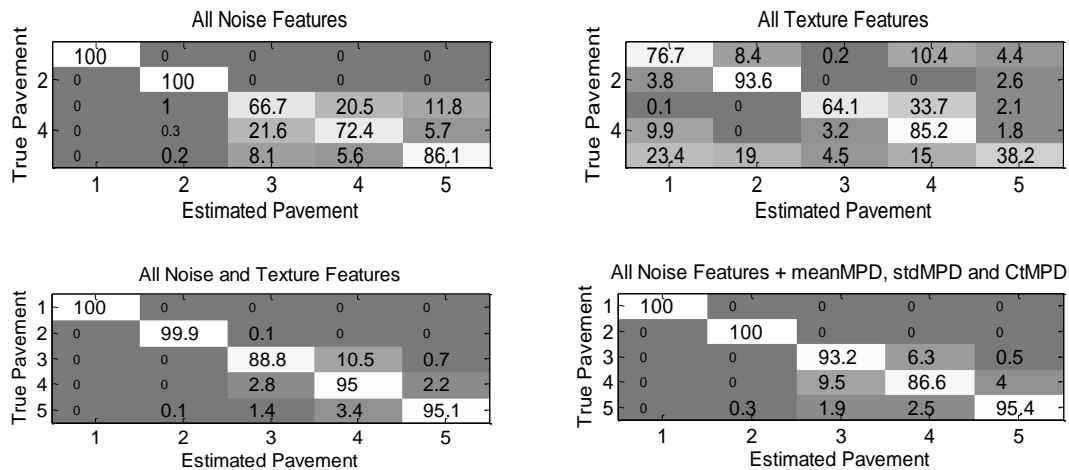 All Noise Features
100 0 0 0 0
2 0 100 0 0 0
0 1 66.7 20.5 11.8
4 0 0.3 21.6 72.4 5.7
0 0.2 8.1 5.6 86.1
1 2 3 4 5
Estimated Pavement
True Pavement
All Texture Features
76.7 8.4 0.2 10.4 4.4
2 3.8 93.6 0 0 2.6
0.1 0 64.1 33.7 2.1
4 9.9 0 3.2 85.2 1.8
23.4 19 4.5 15 38.2
1 2 3 4 5
Estimated Pavement
True Pavement
All Noise and Texture Features
1 100 0 0 0 0
2 0 99.9 0.1 0 0
3 0 0 88.8 10.5 0.7
4 0 0 2.8 95 2.2
5 0 0.1 1.4 3.4 95.1
1 2 3 4 5
Estimated Pavement
True Pavement
All Noise Features + meanMPD, stdMPD and CtMPD
1 100 0 0 0 0
2 0 100 0 0 0
3 0 0 93.2 6.3 0.5
4 0 0 9.5 86.6 4
5 0 0.3 1.9 2.5 95.4
1 2 3 4 5
Estimated Pavement
True Pavement